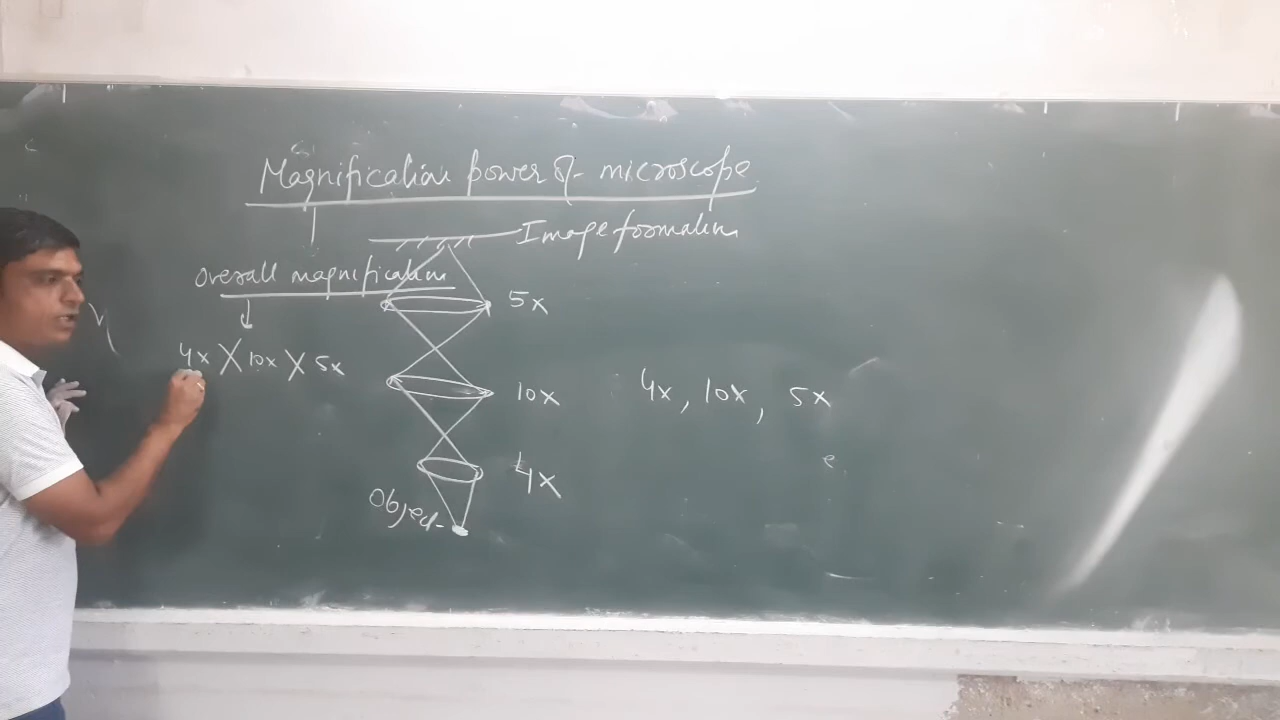 Magnification power of microscope
Image formation
Overall magnification
5x
4x X 10x X 5x
10x
4x, 10x, 5x
4x
Object